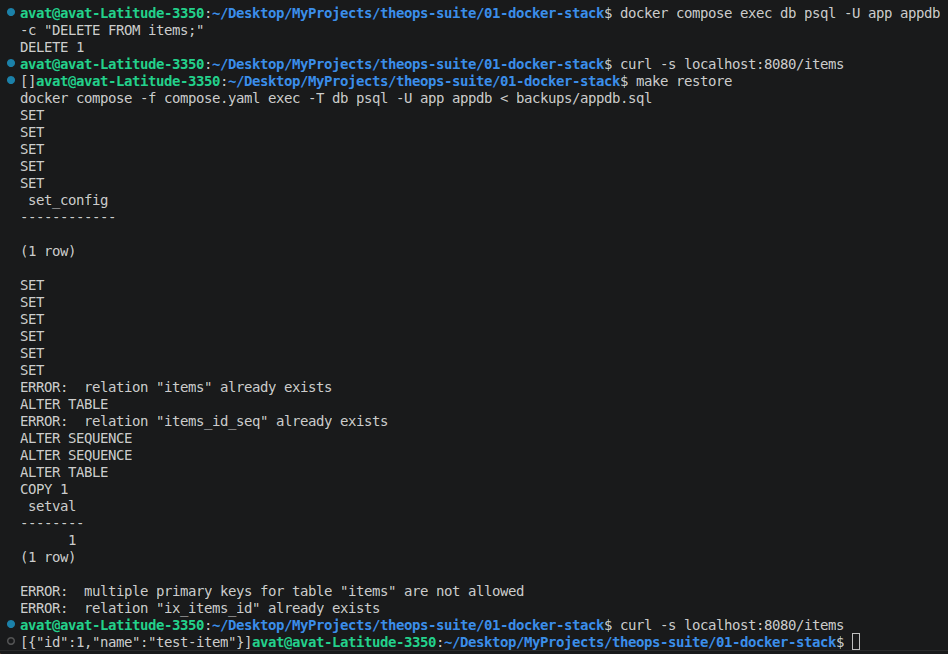 avat@avat-Latitude-3350:~/Desktop/MyProjects/theops-suite/01-docker-stack$ docker compose exec db psql -U app appdb
-c "DELETE FROM items;"
DELETE 1
avat@avat-Latitude-3350:~/Desktop/MyProjects/theops-suite/01-docker-stack$ curl -s localhost:8080/items
[]avat@avat-Latitude-3350:~/Desktop/MyProjects/theops-suite/01-docker-stack$ make restore
docker compose -f compose.yaml exec -T db psql -U app appdb < backups/appdb.sql
SET
SET
SET
SET
SET
 set_config
------------

(1 row)

SET
SET
SET
SET
SET
SET
ERROR:  relation "items" already exists
ALTER TABLE
ERROR:  relation "items_id_seq" already exists
ALTER SEQUENCE
ALTER SEQUENCE
ALTER TABLE
COPY 1
 setval
--------
      1
(1 row)

ERROR:  multiple primary keys for table "items" are not allowed
ERROR:  relation "ix_items_id" already exists
avat@avat-Latitude-3350:~/Desktop/MyProjects/theops-suite/01-docker-stack$ curl -s localhost:8080/items
[{"id":1,"name":"test-item"}]avat@avat-Latitude-3350:~/Desktop/MyProjects/theops-suite/01-docker-stack$